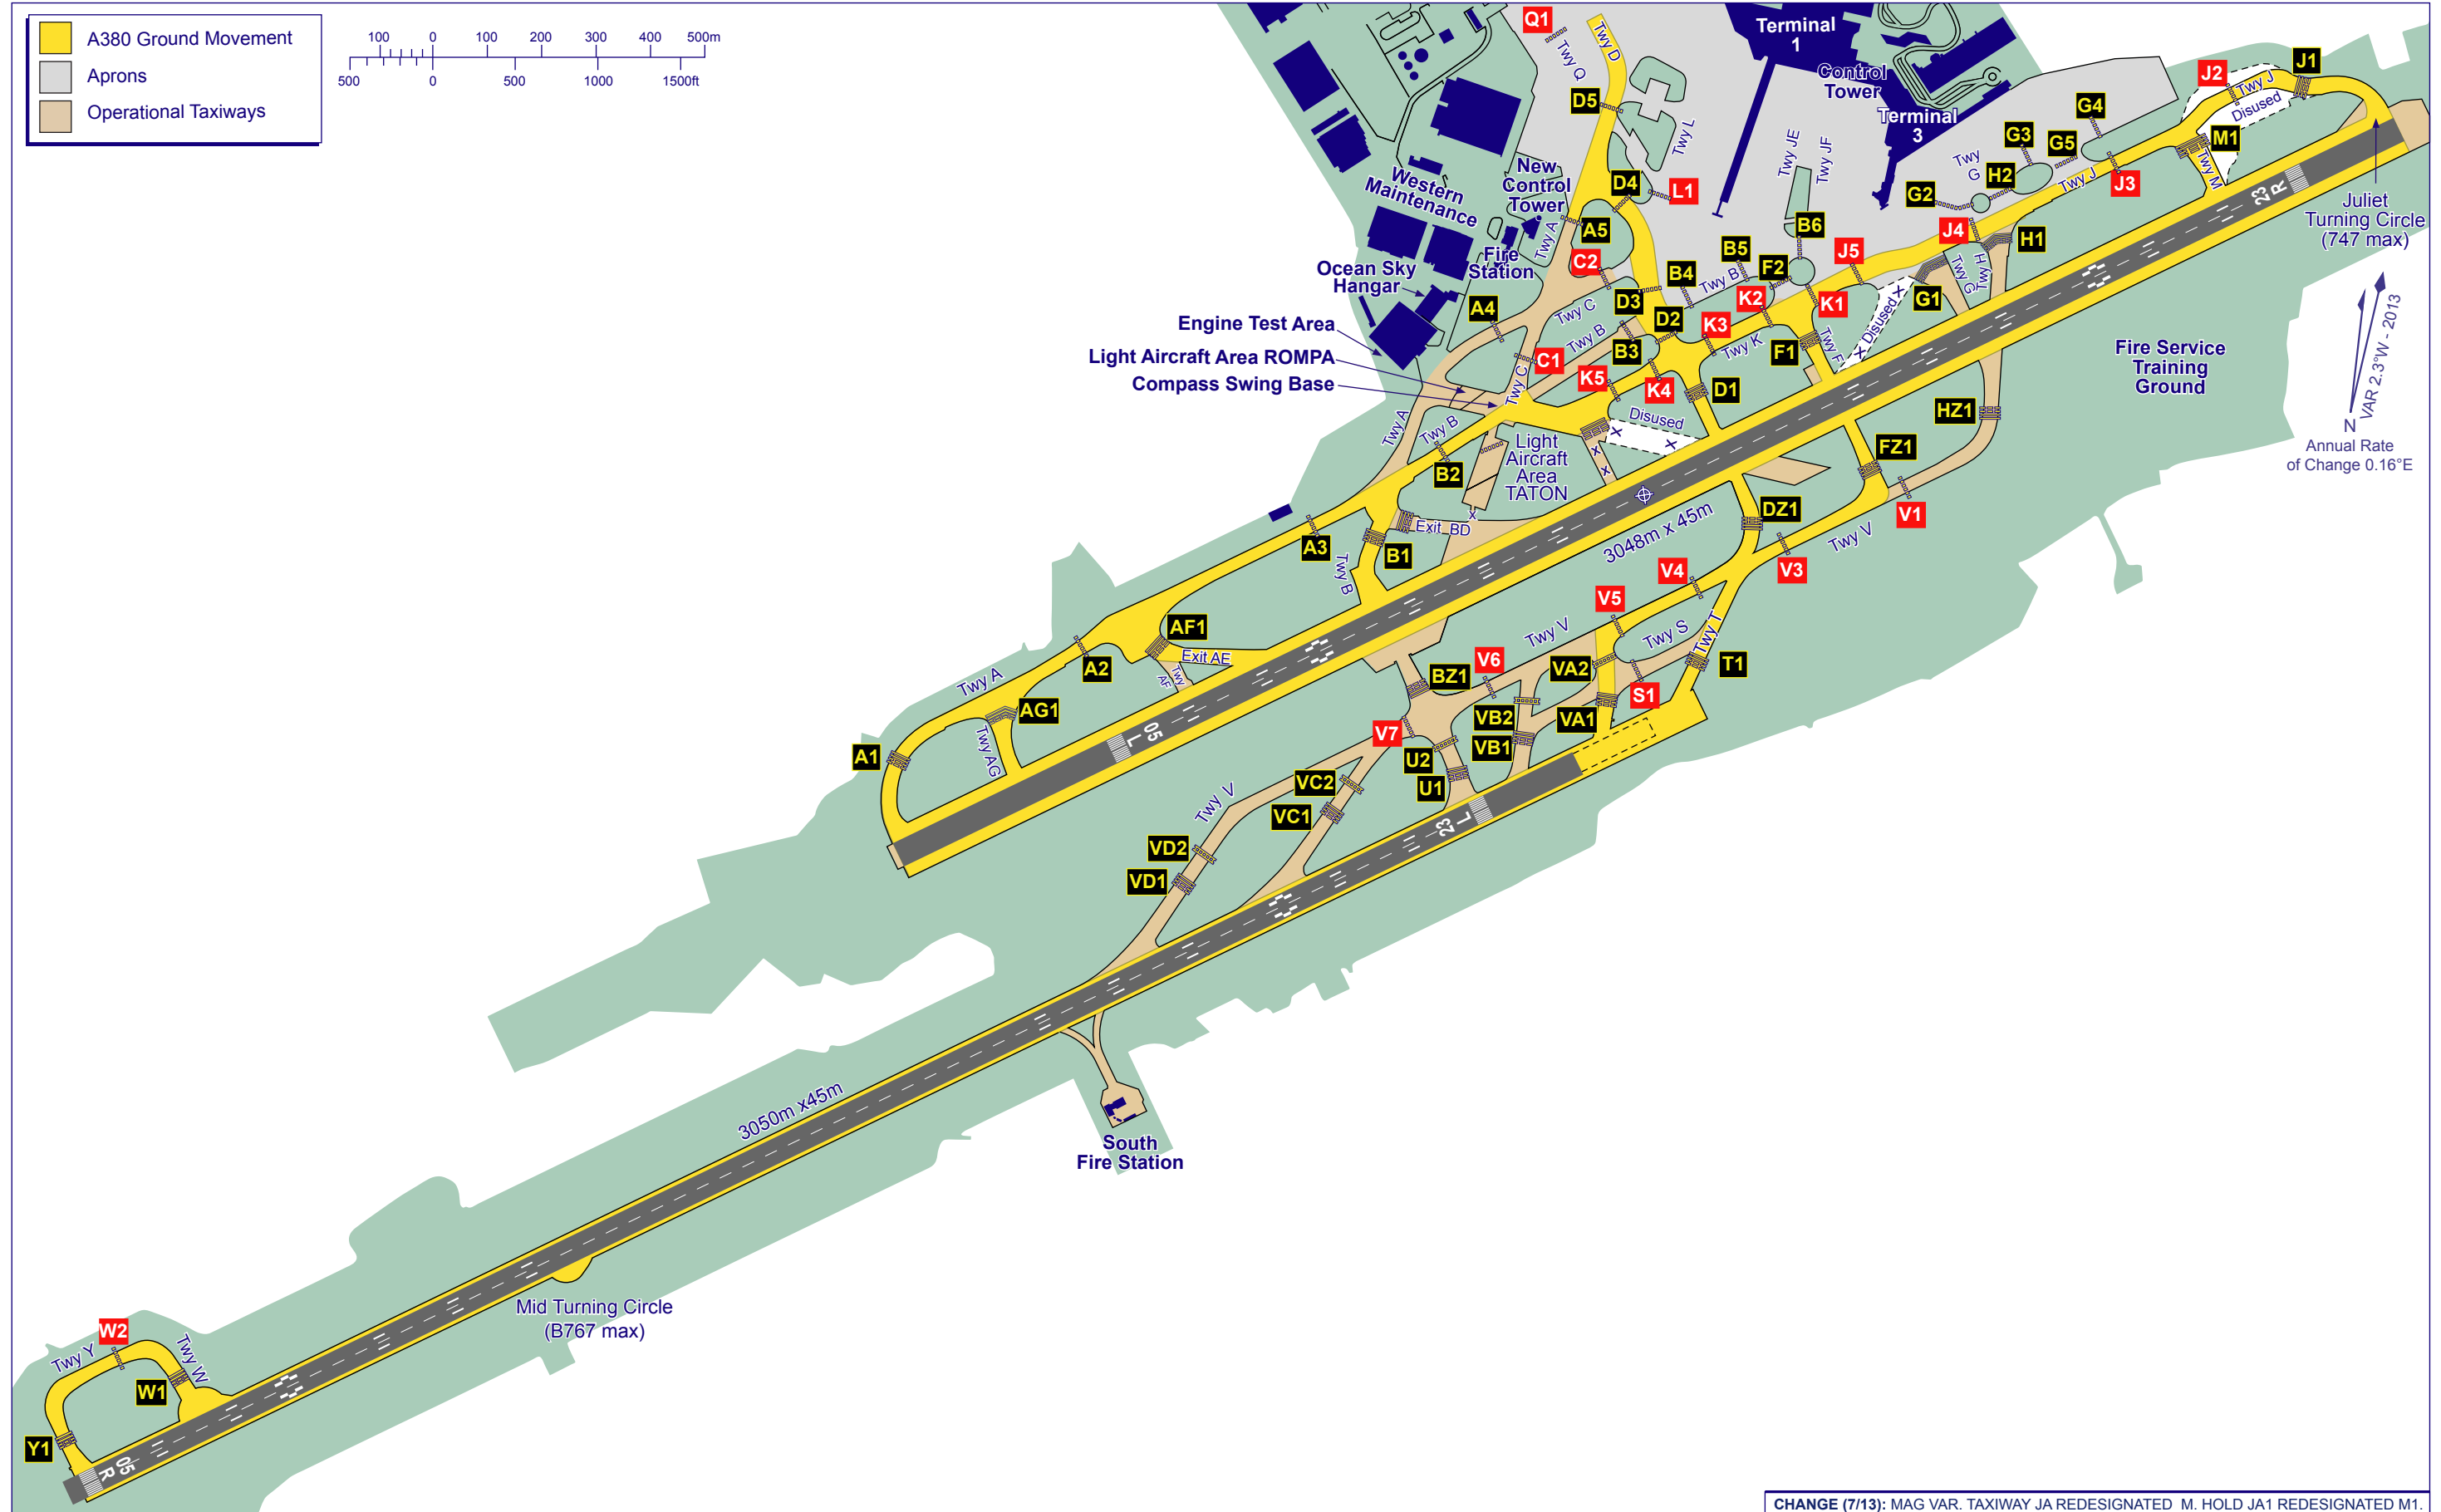 A380 Ground Movement
Aprons
Operational Taxiways
100 0 100 200 300 400 500m
500 0 500 1000 1500ft
Q1
Twy Q
Twy D
Terminal
1
Control
Tower
Terminal
3
D5
Twy L
Twy JE
Twy JF
J2
J1
Twy J
Disused
M1
Twy M
G4
G3
G5
Twy
G
H2
G2
Twy J
J3
23
R
Juliet
Turning Circle
(747 max)
Western
Maintenance
New
Control
Tower
D4
L1
Twy A
A5
Fire
Station
C2
Ocean Sky
Hangar
A4
Twy C
D3
B4
Twy B
B5
F2
B6
J5
J4
H1
Twy H
Twy G
G1
K2
K1
Engine Test Area
Light Aircraft Area ROMPA
Compass Swing Base
C1
Twy B
B3
D2
K3
Twy K
F1
Twy F
X Disused X
K5
K4
D1
Twy C
Disused
X
X
X
X
Fire Service
Training
Ground
VAR 2.3°W - 2013
N
Annual Rate
of Change 0.16°E
HZ1
Twy A
Twy B
B2
Light
Aircraft
Area
TATON
X
FZ1
V1
A3
Exit BD
B1
Twy B
3048m x 45m
DZ1
Twy V
V3
V4
V5
Twy S
Twy T
T1
AF1
Exit AE
Twy
AF
A2
Twy A
AG1
Twy AG
A1
05
L
Twy V
V6
BZ1
VA2
S1
VB2
VA1
VB1
V7
U2
U1
VC2
VC1
Twy V
VD2
VD1
23
L
3050m x45m
South
Fire Station
Mid Turning Circle
(B767 max)
W2
Twy Y
Twy W
W1
Y1
05
R
CHANGE (7/13): MAG VAR. TAXIWAY JA REDESIGNATED M. HOLD JA1 REDESIGNATED M1.